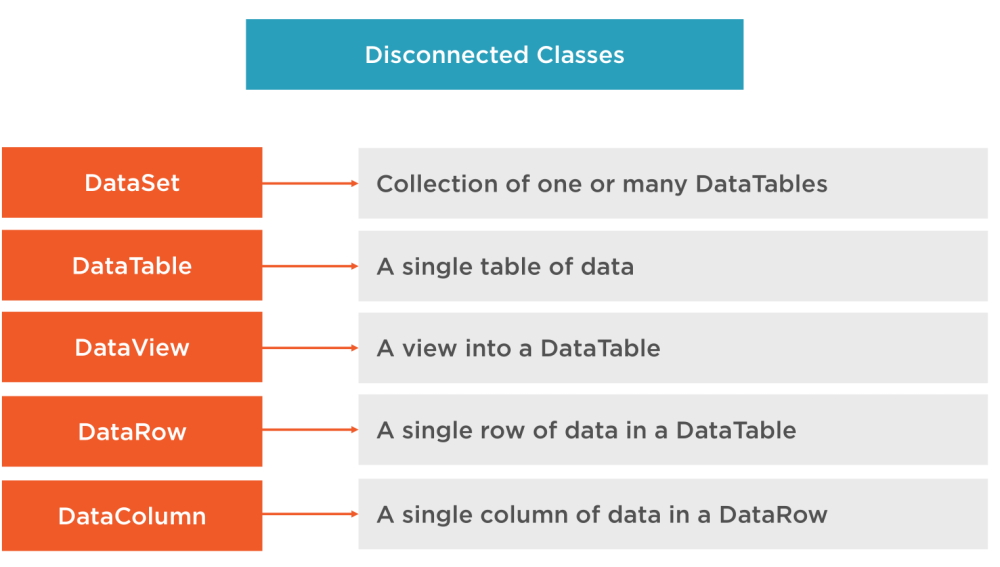 Disconnected Classes
DataSet
Collection of one or many DataTables
DataTable
A single table of data
DataView
A view into a DataTable
DataRow
A single row of data in a DataTable
DataColumn
A single column of data in a DataRow